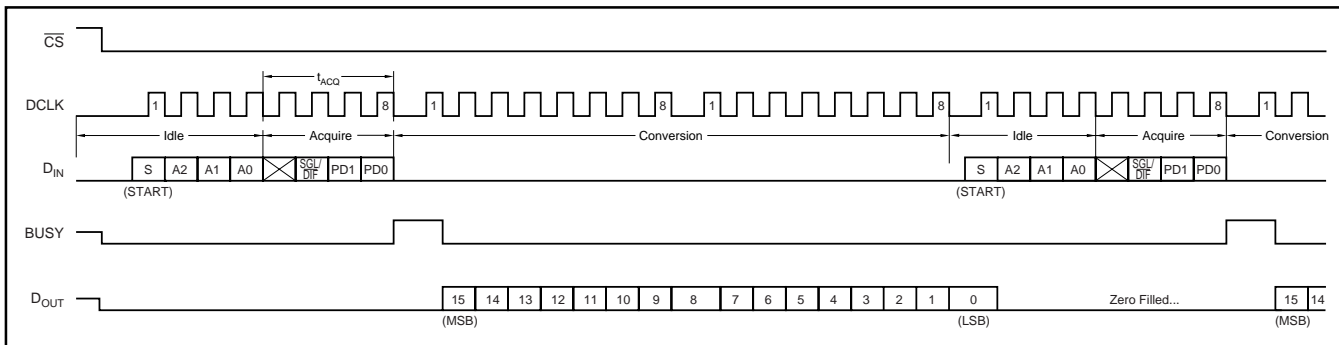 CS
tACQ
DCLK 1 8 1 8 1 8 1 8 1
Idle Acquire Conversion Idle Acquire Conversion
DIN S A2 A1 A0 SGL/DIF PD1 PD0 S A2 A1 A0 SGL/DIF PD1 PD0
(START) (START)
BUSY
DOUT 15 14 13 12 11 10 9 8 7 6 5 4 3 2 1 0 Zero Filled... 15 14
(MSB) (LSB) (MSB)